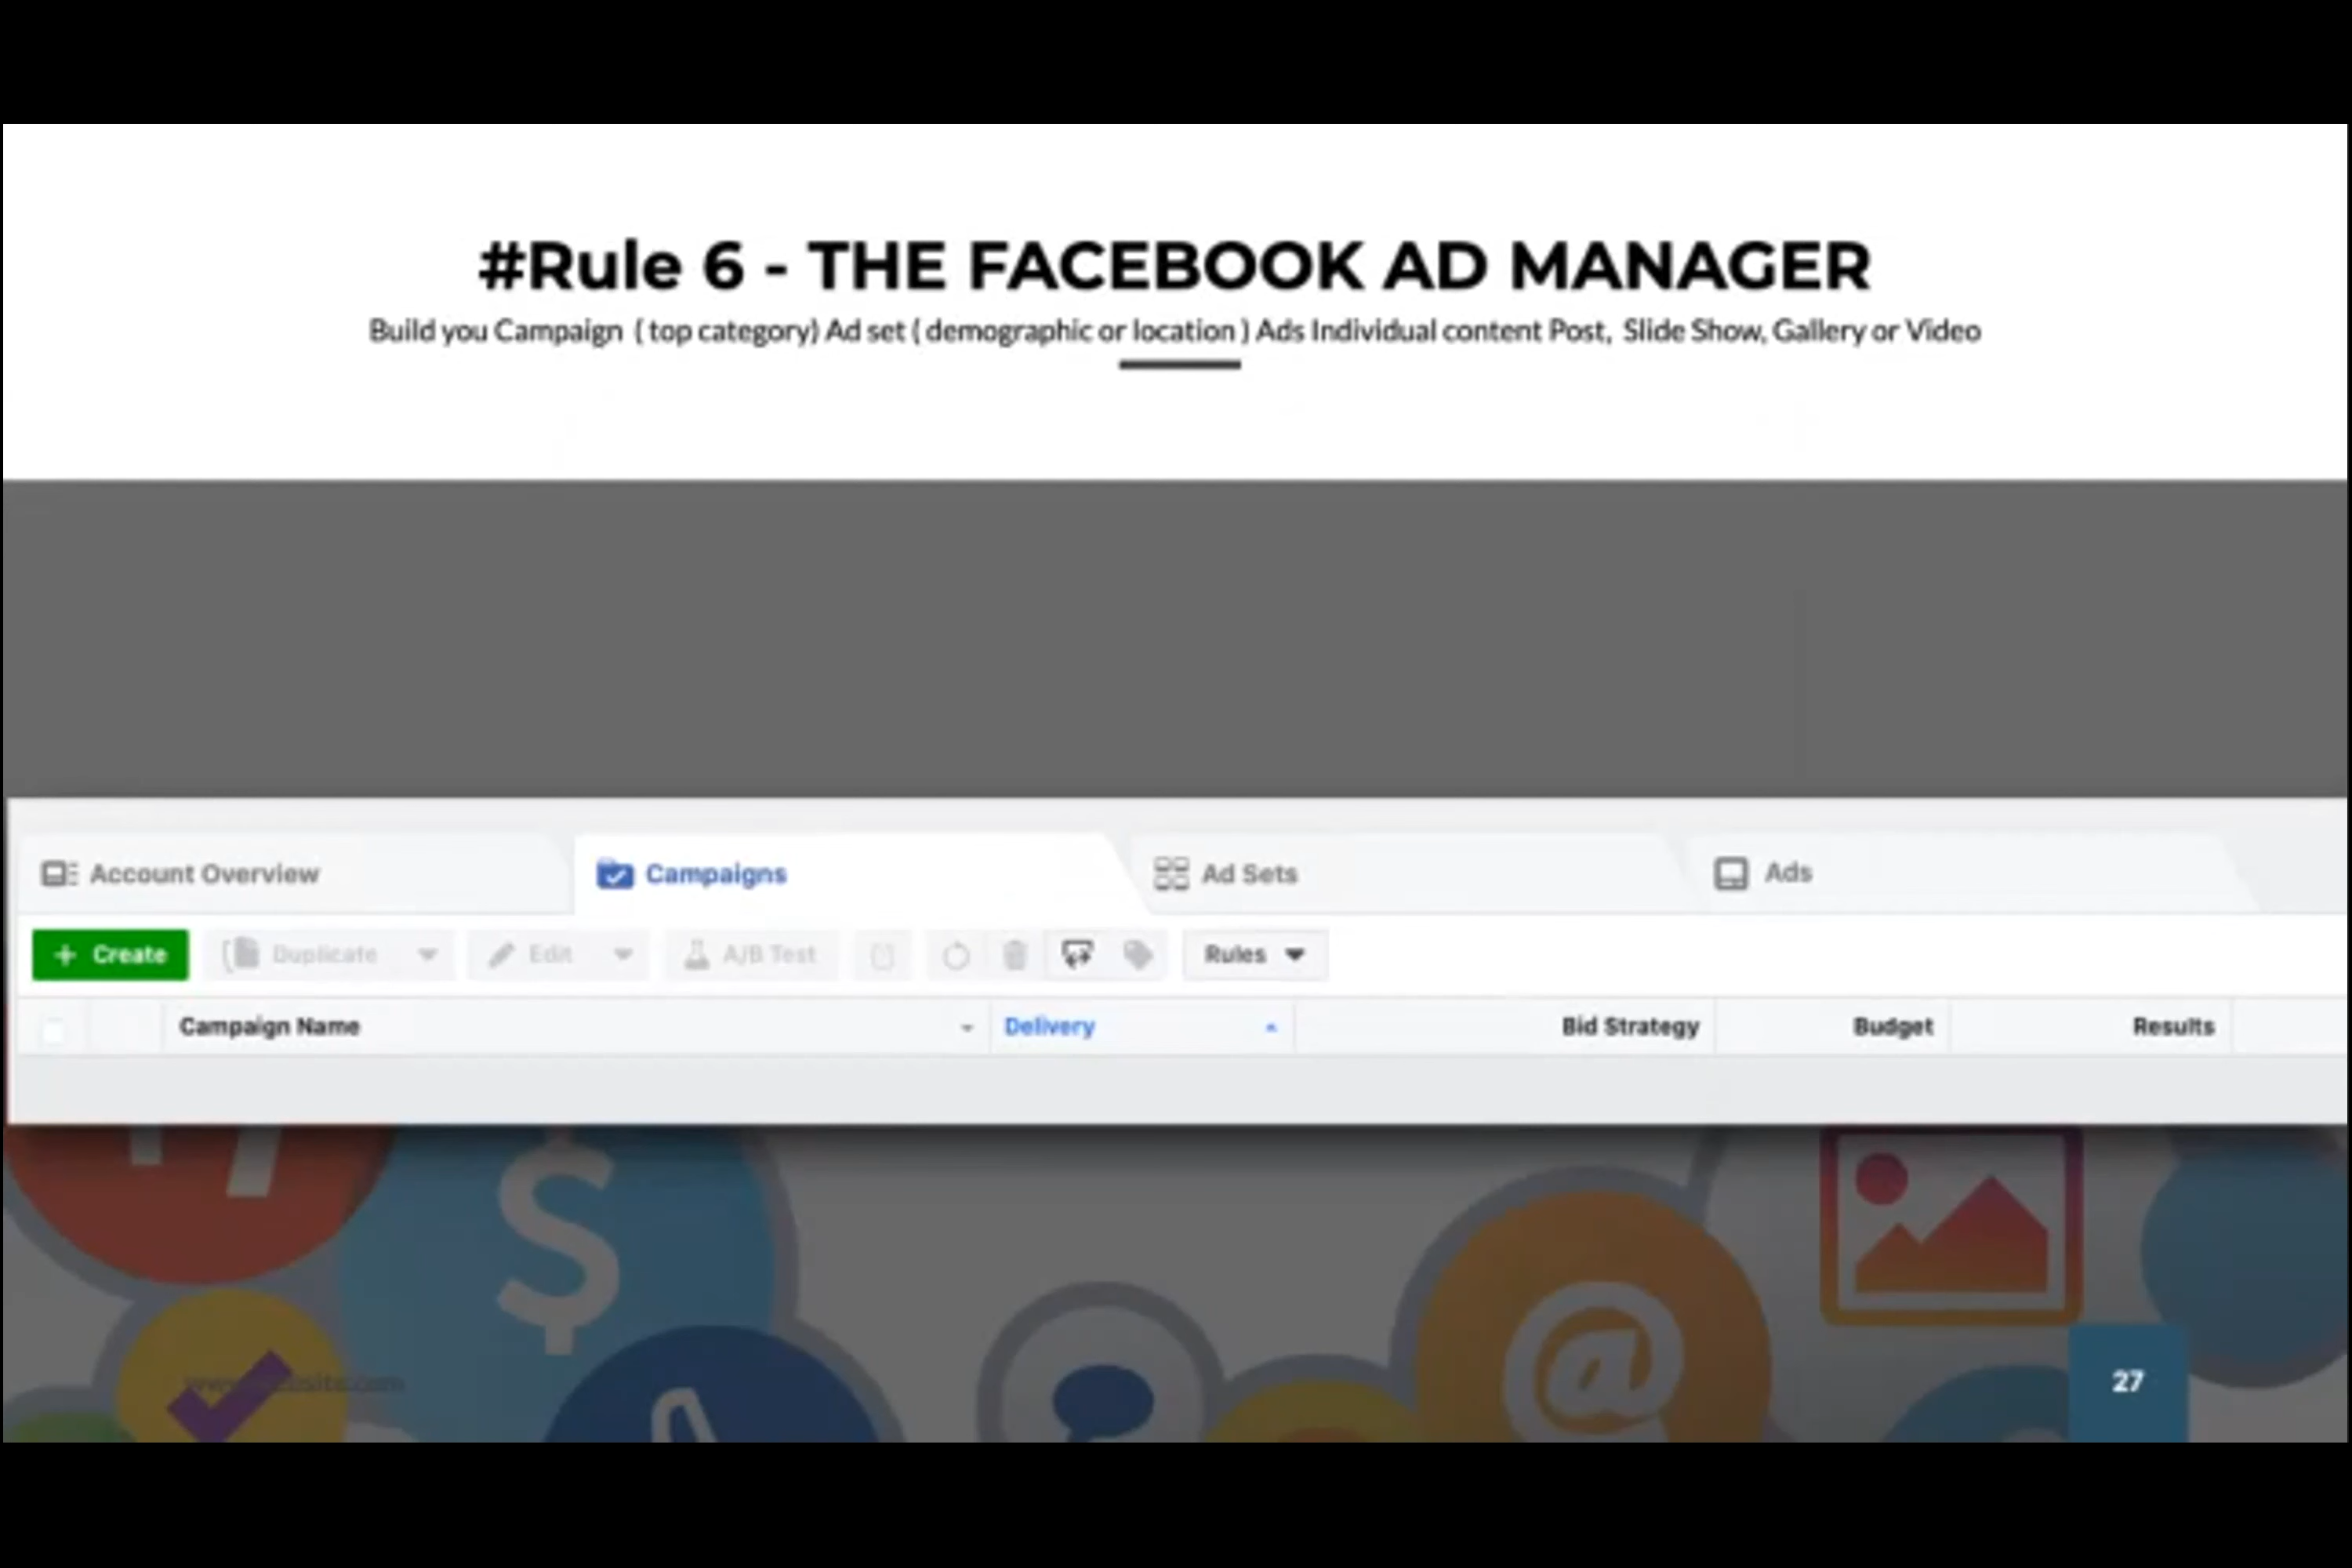 #Rule 6 - THE FACEBOOK AD MANAGER
Build you Campaign ( top category) Ad set ( demographic or location ) Ads Individual content Post, Slide Show, Gallery or Video
Account Overview
Campaigns
Ad Sets
Ads
+ Create
Duplicate
Edit
A/B Test
Rules
Campaign Name
Delivery
Bid Strategy
Budget
Results
$
@
27